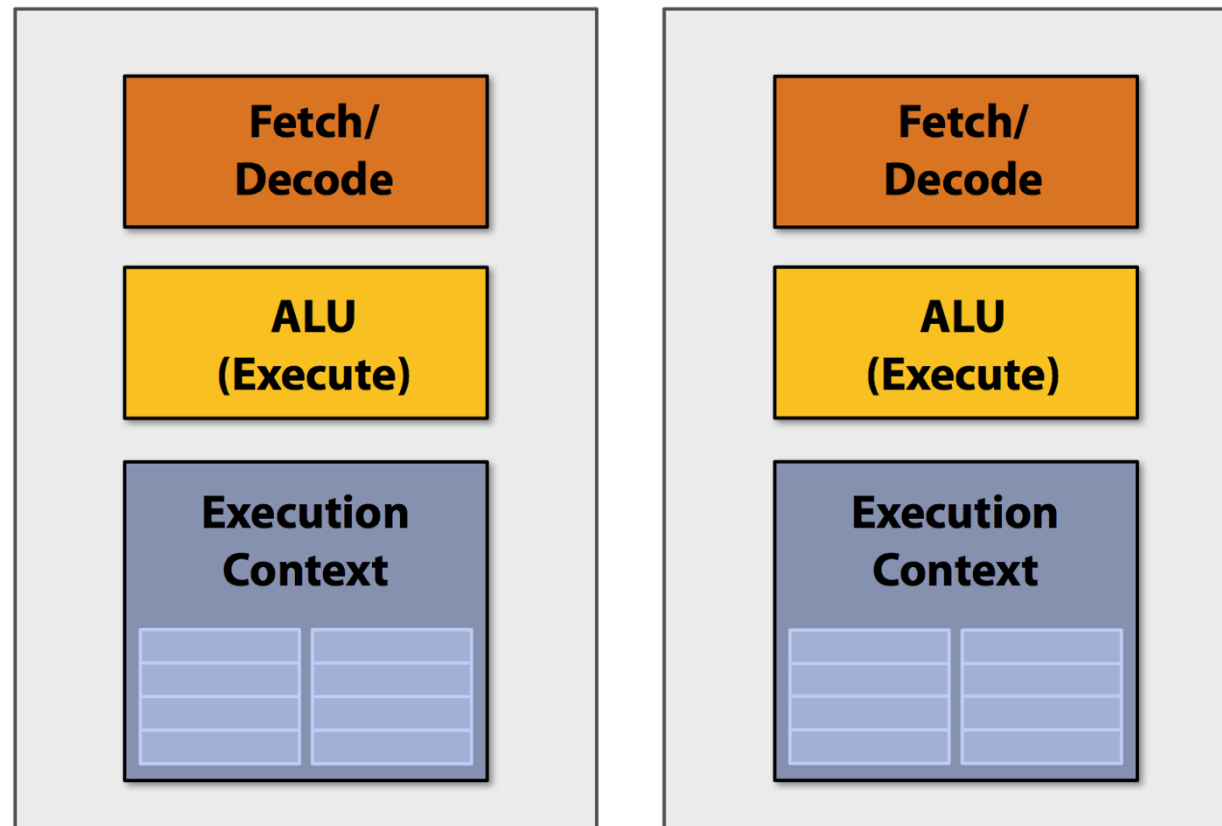 Fetch/
Decode
ALU
(Execute)
Execution
Context
Fetch/
Decode
ALU
(Execute)
Execution
Context